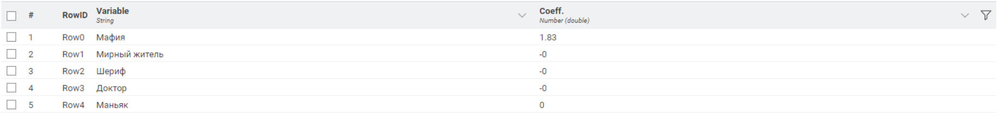 # RowID Variable Coeff.
String Number (double)
1 Row0 Мафия 1.83
2 Row1 Мирный житель -0
3 Row2 Шериф -0
4 Row3 Доктор -0
5 Row4 Маньяк 0